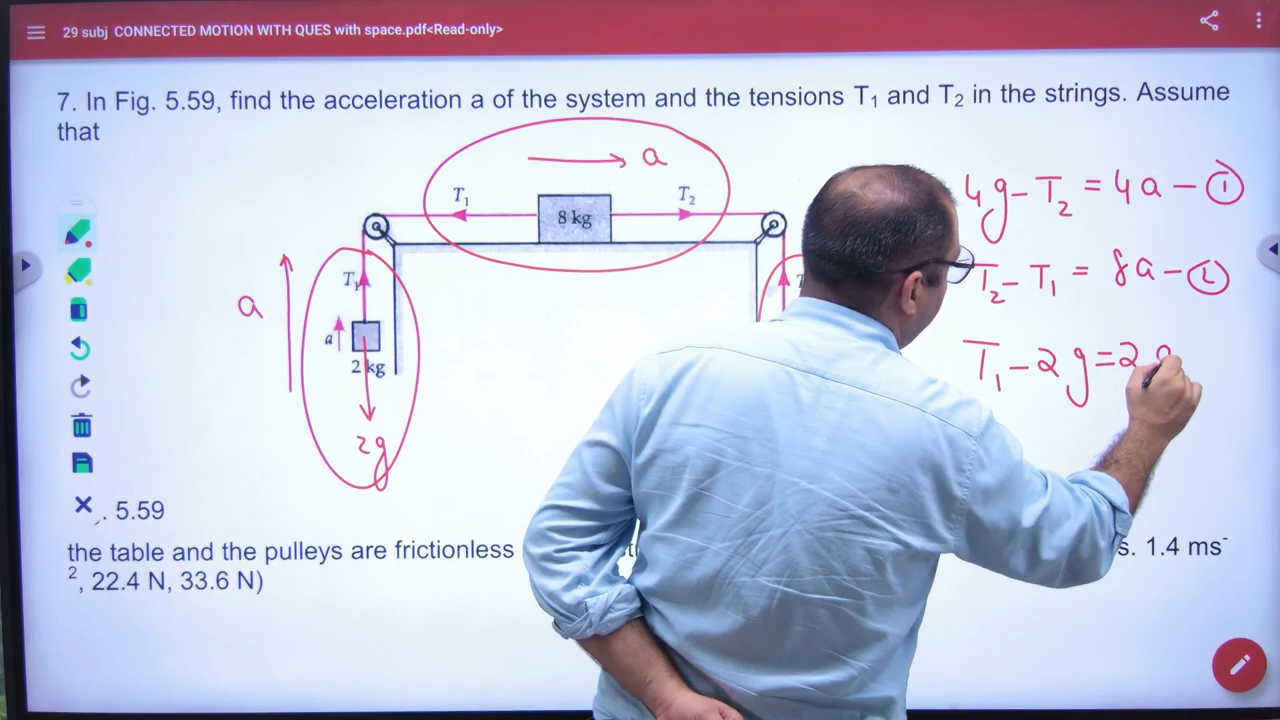 29 subj CONNECTED MOTION WITH QUES with space.pdf<Read-only>
7. In Fig. 5.59, find the acceleration a of the system and the tensions T₁ and T₂ in the strings. Assume
that
a
T₁
T₂
8 kg
4g - T₂ = 4a - ①
T₂ - T₁ = 8a - ②
T₁ - 2g = 2
a
T₁
a
2 kg
2g
. 5.59
the table and the pulleys are frictionless
s. 1.4 ms⁻
², 22.4 N, 33.6 N)